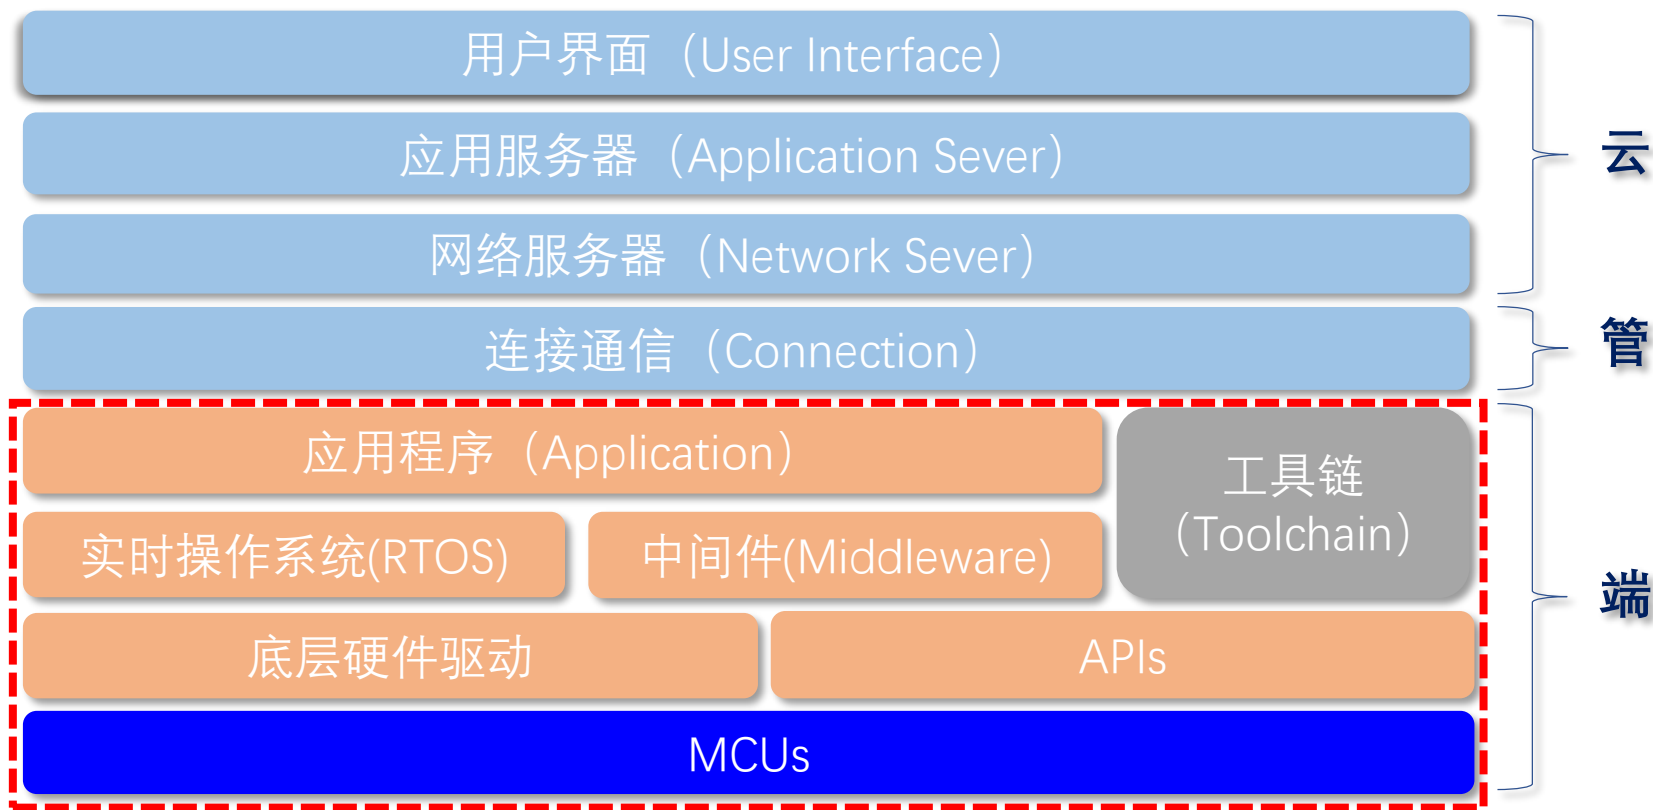 用户界面（User Interface）
应用服务器（Application Sever）
云
网络服务器（Network Sever）
连接通信（Connection）
管
应用程序（Application）
工具链
（Toolchain）
实时操作系统(RTOS)
中间件(Middleware)
端
底层硬件驱动
APIs
MCUs